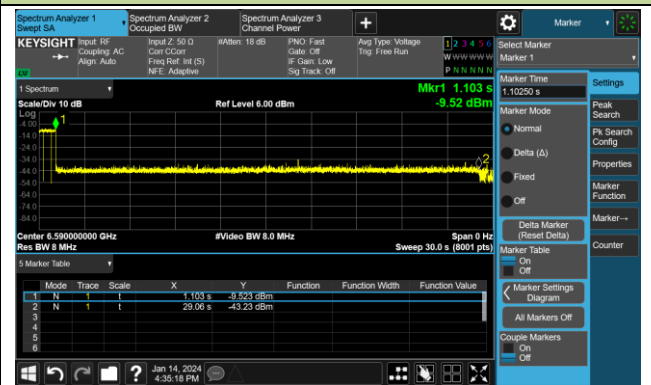 Spectrum Analyzer 1
Swept SA
Spectrum Analyzer 2
Occupied BW
Spectrum Analyzer 3
Channel Power
Marker
KEYSIGHT
Input: RF
Coupling: AC
Align: Auto
Input Z: 50 Ω
Corr CCorr
Freq Ref: Int (S)
NFE: Adaptive
#Atten: 18 dB
PNO: Fast
Gate: Off
IF Gain: Low
Sig Track: Off
Avg Type: Voltage
Trig: Free Run
1 2 3 4 5 6
W W W W W W
P N N N N N
1 Spectrum
Scale/Div 10 dB
Ref Level 6.00 dBm
Mkr1 1.103 s
-9.52 dBm
Log
-4.00
-14.0
-24.0
-34.0
-44.0
-54.0
-64.0
-74.0
-84.0
1
2
Center 6.590000000 GHz
Res BW 8 MHz
#Video BW 8.0 MHz
Span 0 Hz
Sweep 30.0 s (8001 pts)
5 Marker Table
Mode Trace Scale X Y Function Function Width Function Value
1 N 1 t 1.103 s -9.523 dBm
2 N 1 t 29.06 s -43.23 dBm
3
4
5
6
Jan 14, 2024
4:35:18 PM
Select Marker
Marker 1
Marker Time
1.10250 s
Marker Mode
Normal
Delta (Δ)
Fixed
Off
Delta Marker
(Reset Delta)
Marker Table
On
Off
Marker Settings
Diagram
All Markers Off
Couple Markers
On
Off
Settings
Peak
Search
Pk Search
Config
Properties
Marker
Function
Marker→
Counter